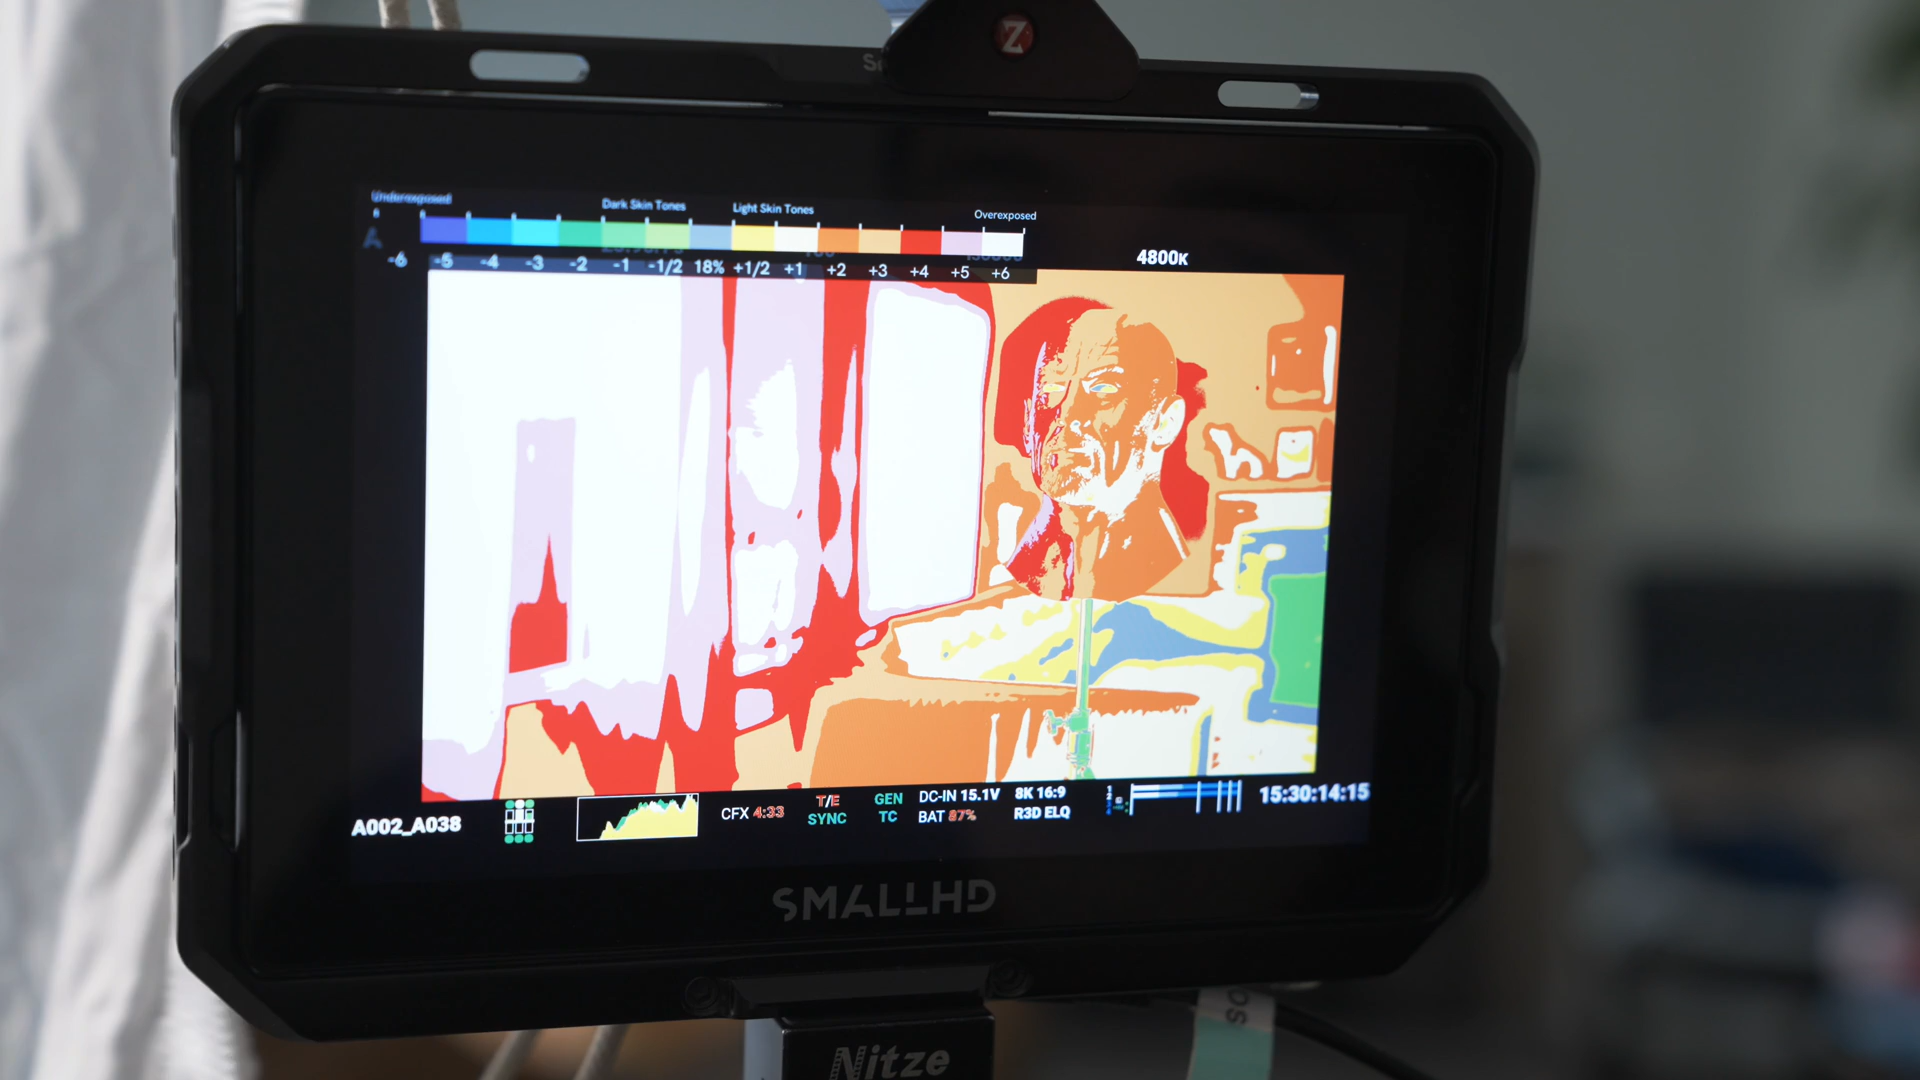 Z
Underexposed Dark Skin Tones Light Skin Tones Overexposed
-6 -5 -4 -3 -2 -1 -1/2 18% +1/2 +1 +2 +3 +4 +5 +6
4800K
A002_A038
CFX 4:33
T/E
SYNC
GEN
TC
DC-IN 15.1V
BAT 87%
8K 16:9
R3D ELQ
15:30:14:15
SMALLHD
Nitze